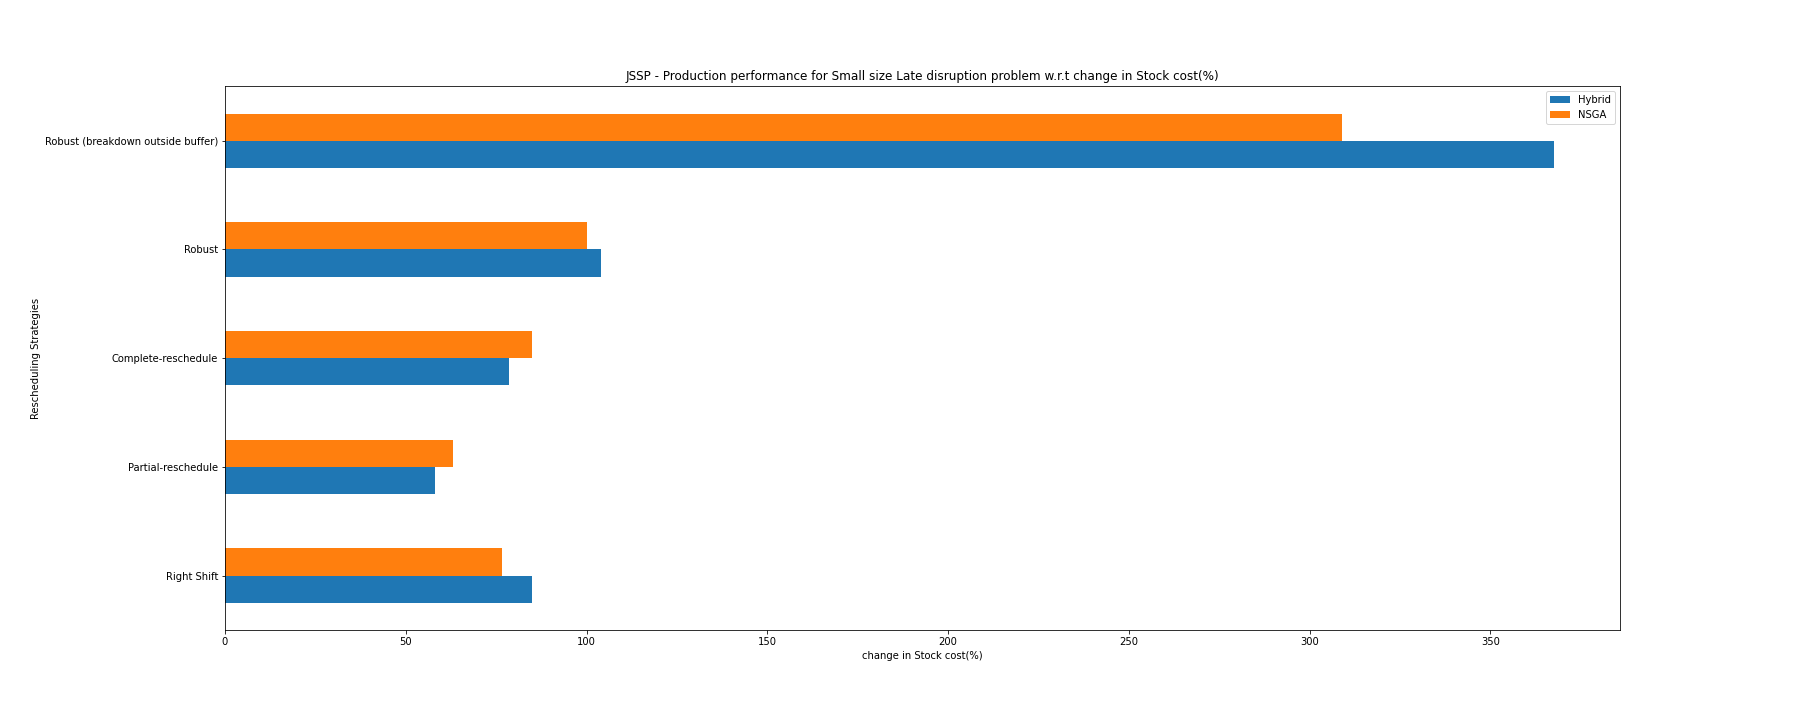 JSSP - Production performance for Small size Late disruption problem w.r.t change in Stock cost(%)
Hybrid
NSGA
Robust (breakdown outside buffer)
Robust
Complete-reschedule
Partial-reschedule
Right Shift
Rescheduling Strategies
0 50 100 150 200 250 300 350
change in Stock cost(%)